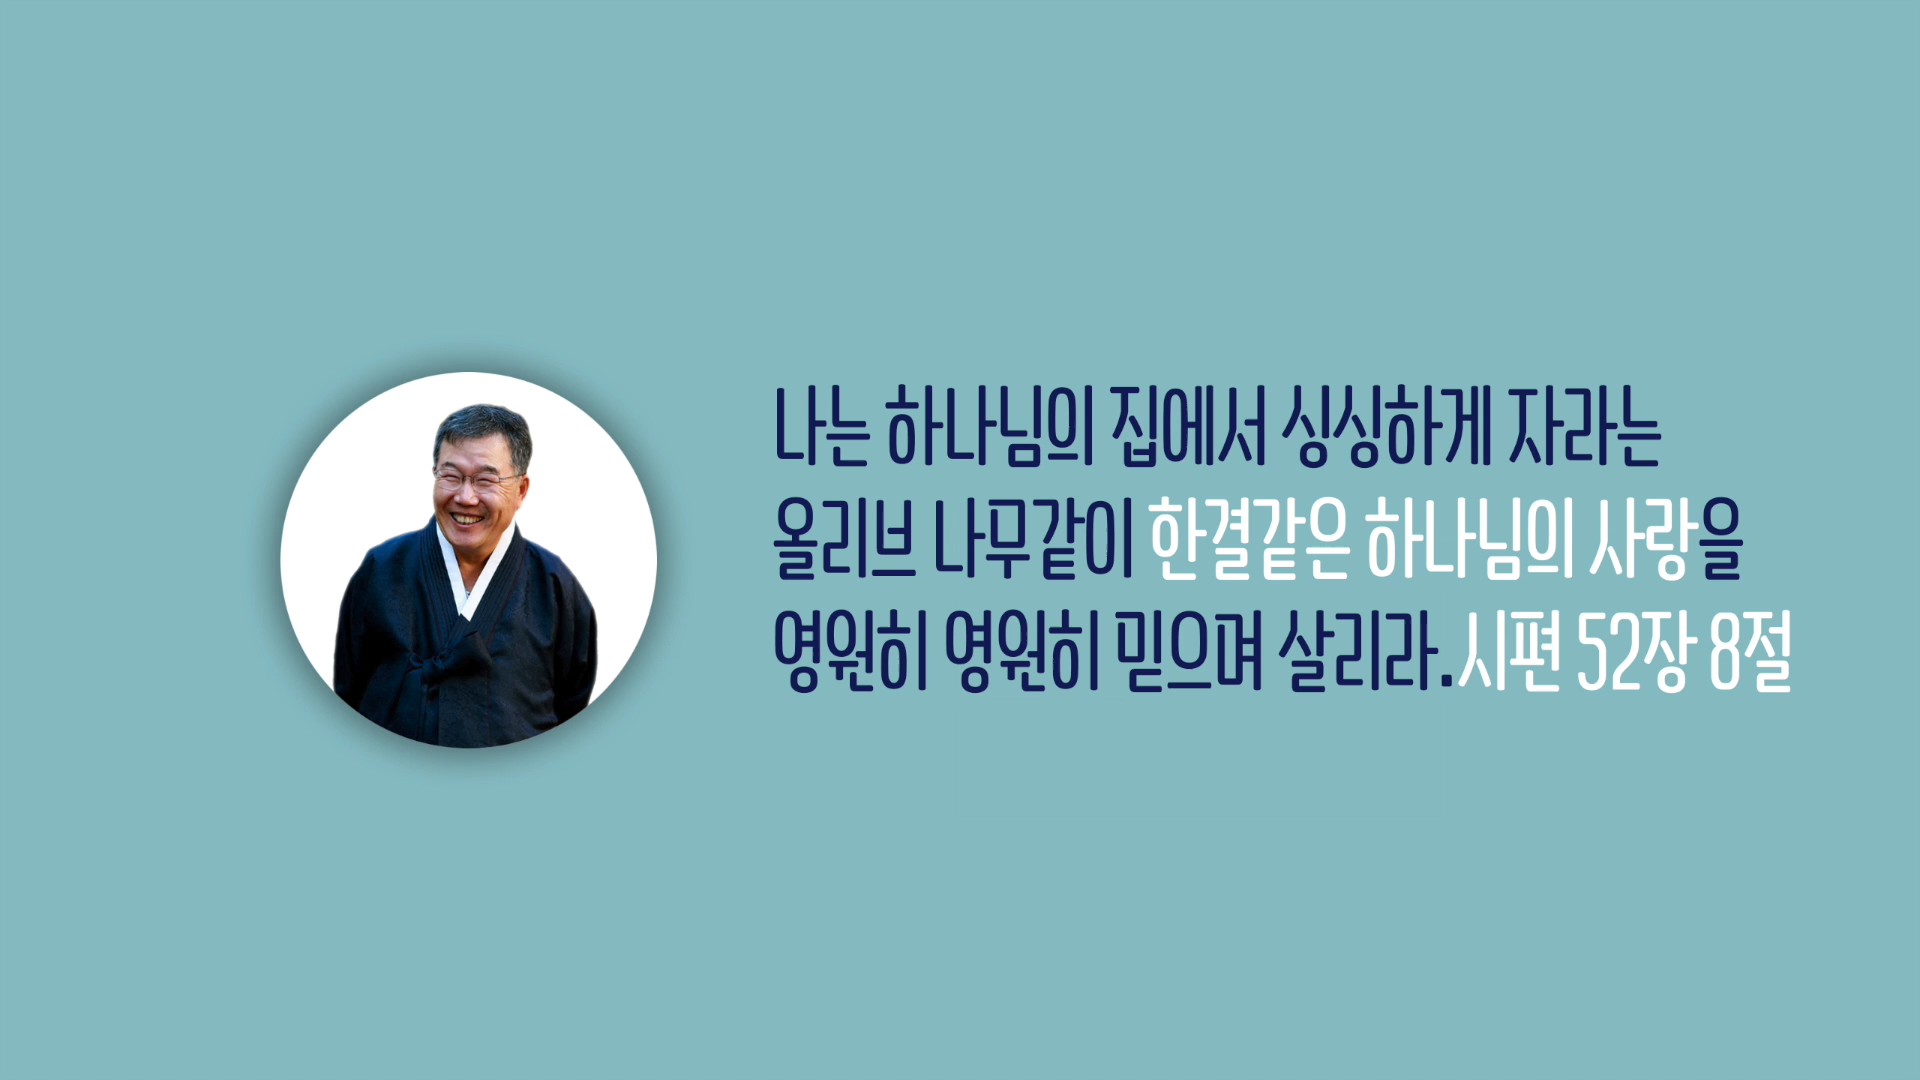 나는 하나님의 집에서 싱싱하게 자라는
올리브 나무같이 한결같은 하나님의 사랑을
영원히 영원히 믿으며 살리라.시편 52장 8절